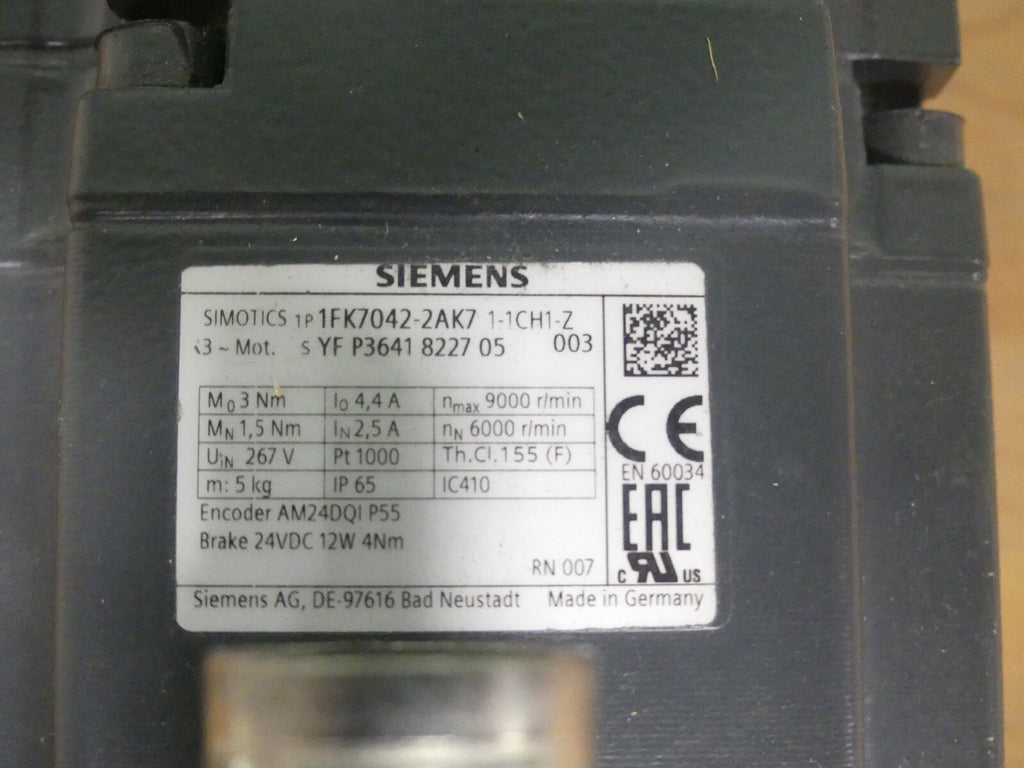 SIEMENS
SIMOTICS 1P 1FK7042-2AK7 1-1CH1-Z
3 ~ Mot. S YF P3641 8227 05 003
M0 3 Nm I0 4,4 A nmax 9000 r/min
MN 1,5 Nm IN 2,5 A nN 6000 r/min
UiN 267 V Pt 1000 Th.Cl.155 (F)
m: 5 kg IP 65 IC410
Encoder AM24DQI P55
Brake 24VDC 12W 4Nm
RN 007
CE
EN 60034
EAC
C RU US
Siemens AG, DE-97616 Bad Neustadt Made in Germany